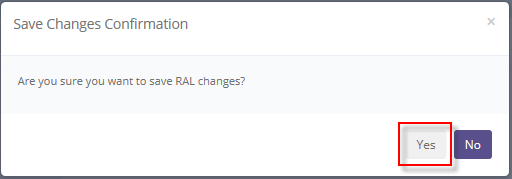 Save Changes Confirmation ×
Are you sure you want to save RAL changes?
Yes No